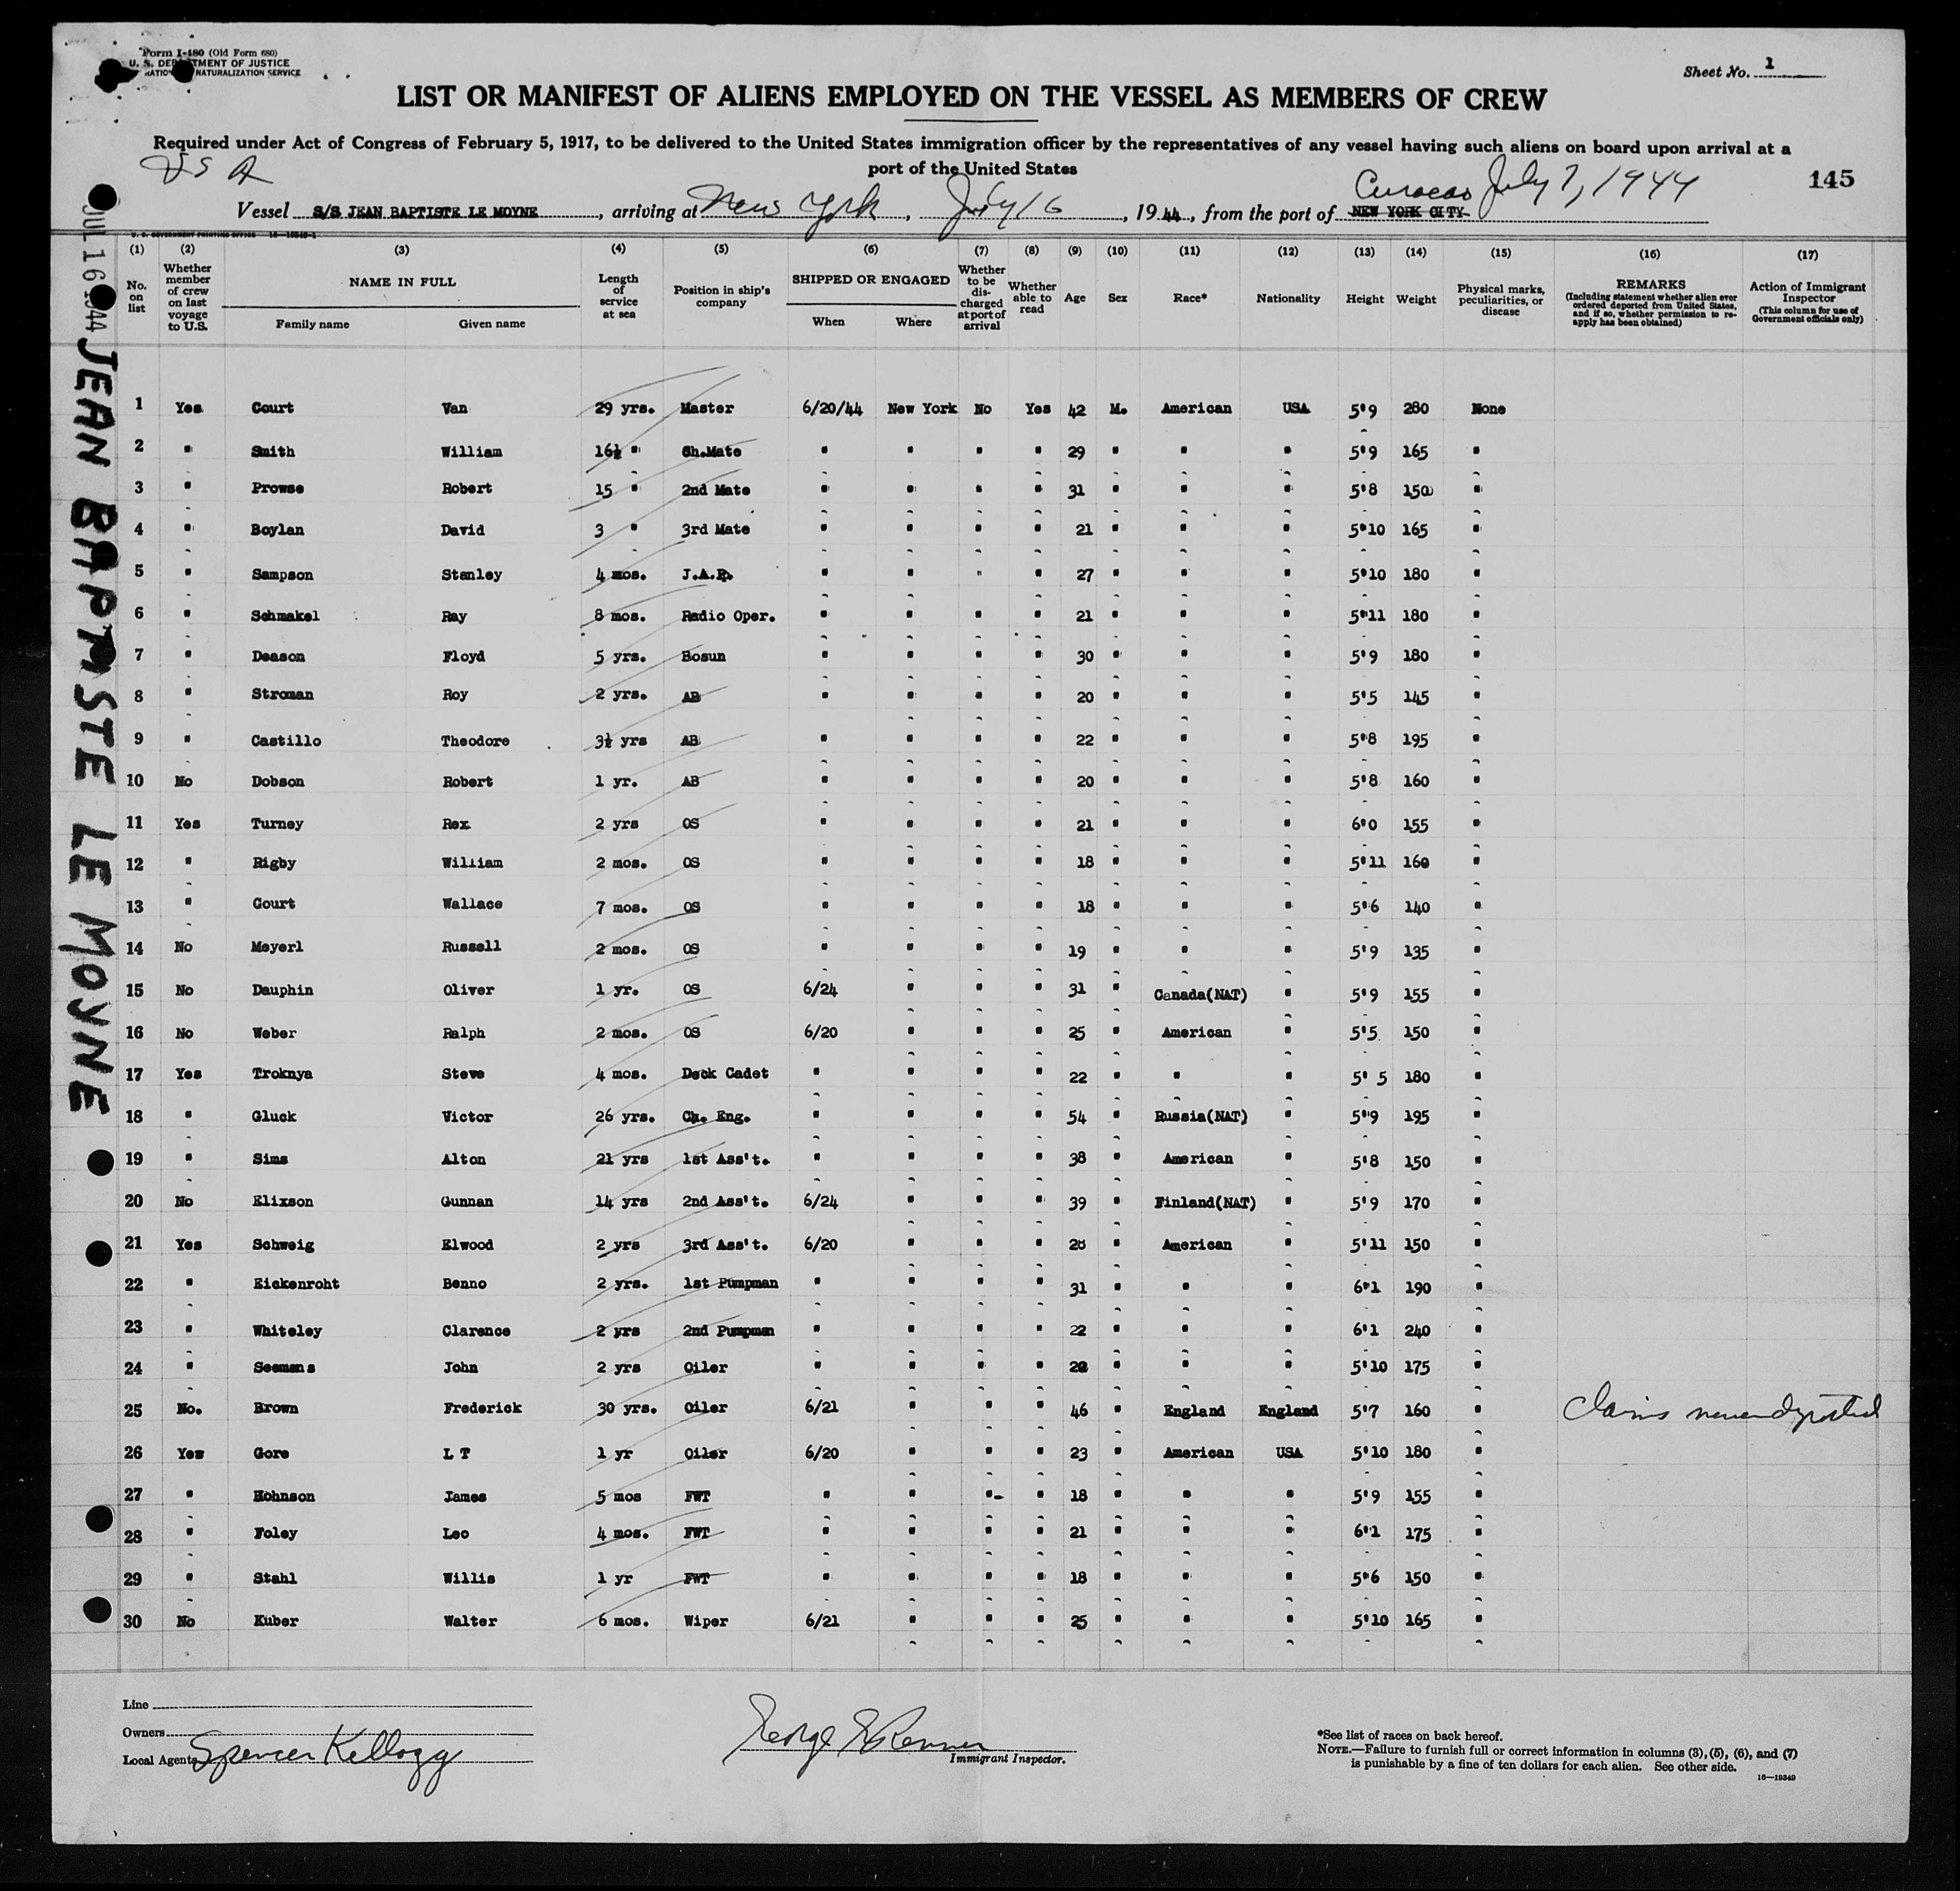 Form I-480 (Old Form 680)
U. S. DEPARTMENT OF JUSTICE
NATURALIZATION SERVICE
Sheet No. 1
LIST OR MANIFEST OF ALIENS EMPLOYED ON THE VESSEL AS MEMBERS OF CREW
Required under Act of Congress of February 5, 1917, to be delivered to the United States immigration officer by the representatives of any vessel having such aliens on board upon arrival at a
port of the United States
U S A
145
Vessel S/S JEAN BAPTISTE LE MOYNE, arriving at New York, July 16, 1944, from the port of NEW YORK CITY Curacao July 7, 1944
U. S. GOVERNMENT PRINTING OFFICE 16-19349-1
JUL 16 1944 JEAN BAPTISTE LE MOYNE
(1) (2) (3) (4) (5) (6) (7) (8) (9) (10) (11) (12) (13) (14) (15) (16) (17)
No. on list
Whether member of crew on last voyage to U.S.
NAME IN FULL
Family name Given name
Length of service at sea
Position in ship's company
SHIPPED OR ENGAGED
When Where
Whether to be discharged at port of arrival
Whether able to read
Age
Sex
Race*
Nationality
Height
Weight
Physical marks, peculiarities, or disease
REMARKS
(Including statement whether alien ever ordered deported from United States, and if so, whether permission to reapply has been obtained)
Action of Immigrant Inspector
(This column for use of Government officials only)
1 Yes Court Van 29 yrs. Master 6/20/44 New York No Yes 42 M. American USA 5'9 280 None
2 " Smith William 16½ " Ch.Mate " " " " 29 " " " 5'9 165 "
3 " Prowse Robert 15 " 2nd Mate " " " " 31 " " " 5'8 150 "
4 " Boylan David 3 " 3rd Mate " " " " 21 " " " 5'10 165 "
5 " Sampson Stanley 4 mos. J.A.P. " " " " 27 " " " 5'10 180 "
6 " Schmakel Ray 8 mos. Radio Oper. " " " " 21 " " " 5'11 180 "
7 " Deason Floyd 5 yrs. Bosun " " " " 30 " " " 5'9 180 "
8 " Stroman Roy 2 yrs. AB " " " " 20 " " " 5'5 145 "
9 " Castillo Theodore 3½ yrs AB " " " " 22 " " " 5'8 195 "
10 No Dobson Robert 1 yr. AB " " " " 20 " " " 5'8 160 "
11 Yes Turney Rex 2 yrs OS " " " " 21 " " " 6'0 155 "
12 " Rigby William 2 mos. OS " " " " 18 " " " 5'11 160 "
13 " Court Wallace 7 mos. OS " " " " 18 " " " 5'6 140 "
14 No Meyerl Russell 2 mos. OS " " " " 19 " " " 5'9 135 "
15 No Dauphin Oliver 1 yr. OS 6/24 " " " 31 " Canada(NAT) " 5'9 155 "
16 No Weber Ralph 2 mos. OS 6/20 " " " 25 " American " 5'5 150 "
17 Yes Troknya Steve 4 mos. Deck Cadet " " " " 22 " " " 5' 5 180 "
18 " Gluck Victor 26 yrs. Ch. Eng. " " " " 54 " Russia(NAT) " 5'9 195 "
19 " Sims Alton 21 yrs 1st Ass't. " " " " 38 " American " 5'8 150 "
20 No Elixson Gunnan 14 yrs 2nd Ass't. 6/24 " " " 39 " Finland(NAT) " 5'9 170 "
21 Yes Schweig Elwood 2 yrs 3rd Ass't. 6/20 " " " 28 " American " 5'11 150 "
22 " Eickenroht Benno 2 yrs. 1st Pumpman " " " " 31 " " " 6'1 190 "
23 " Whiteley Clarence 2 yrs 2nd Pumpman " " " " 22 " " " 6'1 240 "
24 " Seemans John 2 yrs Oiler " " " " " " " 5'10 175 "
25 No. Brown Frederick 30 yrs. Oiler 6/21 " " " 46 " England England 5'7 160 " Claims never deported
26 Yes Gore L T 1 yr Oiler 6/20 " " " 23 " American USA 5'10 180 "
27 " Hohnson James 5 mos FWT " " " " 18 " " " 5'9 155 "
28 " Foley Leo 4 mos. FWT " " " " 21 " " " 6'1 175 "
29 " Stahl Willis 1 yr FWT " " " " 18 " " " 5'6 150 "
30 No Kuber Walter 6 mos. Wiper 6/21 " " " 25 " " " 5'10 165 "
Line
Owners
Local Agents Spencer Kellogg
George
Immigrant Inspector.
*See list of races on back hereof.
NOTE.—Failure to furnish full or correct information in columns (3), (5), (6), and (7)
is punishable by a fine of ten dollars for each alien. See other side.
16—19349